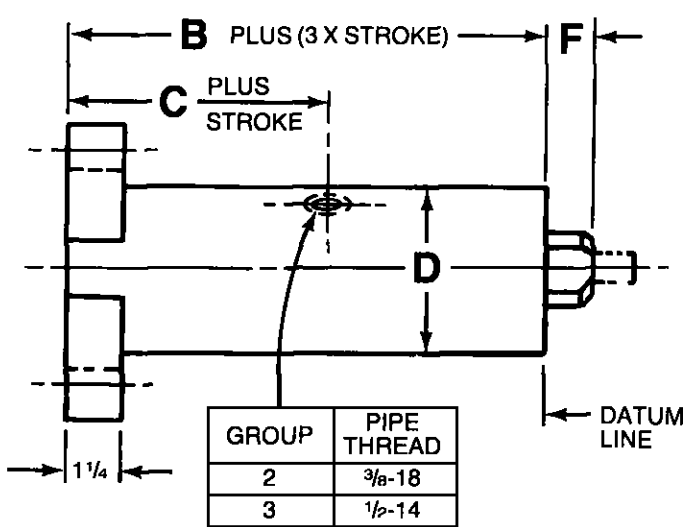 B PLUS (3 X STROKE) F
C PLUS
STROKE
D
DATUM
LINE
1 1/4
GROUP PIPE
THREAD
2 3/8-18
3 1/2-14